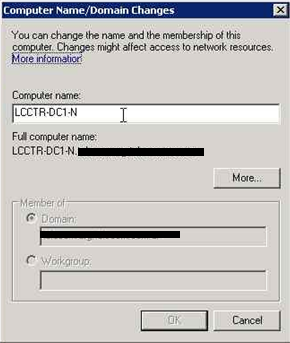 Computer Name/Domain Changes
You can change the name and the membership of this
computer. Changes might affect access to network resources.
More information
Computer name:
LCCTR-DC1-N
Full computer name:
LCCTR-DC1-N.
More...
Member of
Domain:
Workgroup:
OK
Cancel